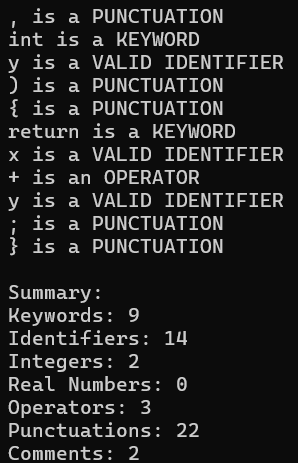 , is a PUNCTUATION
int is a KEYWORD
y is a VALID IDENTIFIER
) is a PUNCTUATION
{ is a PUNCTUATION
return is a KEYWORD
x is a VALID IDENTIFIER
+ is an OPERATOR
y is a VALID IDENTIFIER
; is a PUNCTUATION
} is a PUNCTUATION
Summary:
Keywords: 9
Identifiers: 14
Integers: 2
Real Numbers: 0
Operators: 3
Punctuations: 22
Comments: 2